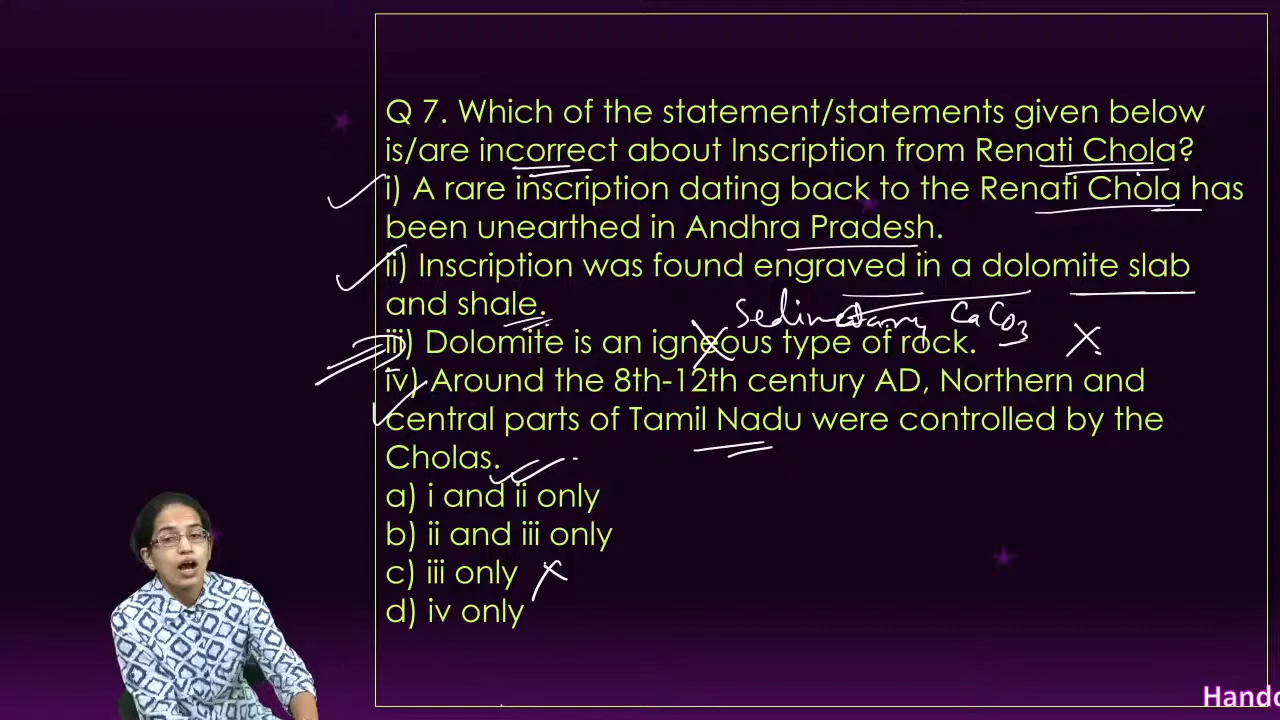 Q 7. Which of the statement/statements given below
is/are incorrect about Inscription from Renati Chola?
i) A rare inscription dating back to the Renati Chola has
been unearthed in Andhra Pradesh.
ii) Inscription was found engraved in a dolomite slab
and shale.
Sedimentary CaCO3
iii) Dolomite is an igneous type of rock.
iv) Around the 8th-12th century AD, Northern and
central parts of Tamil Nadu were controlled by the
Cholas.
a) i and ii only
b) ii and iii only
c) iii only
d) iv only